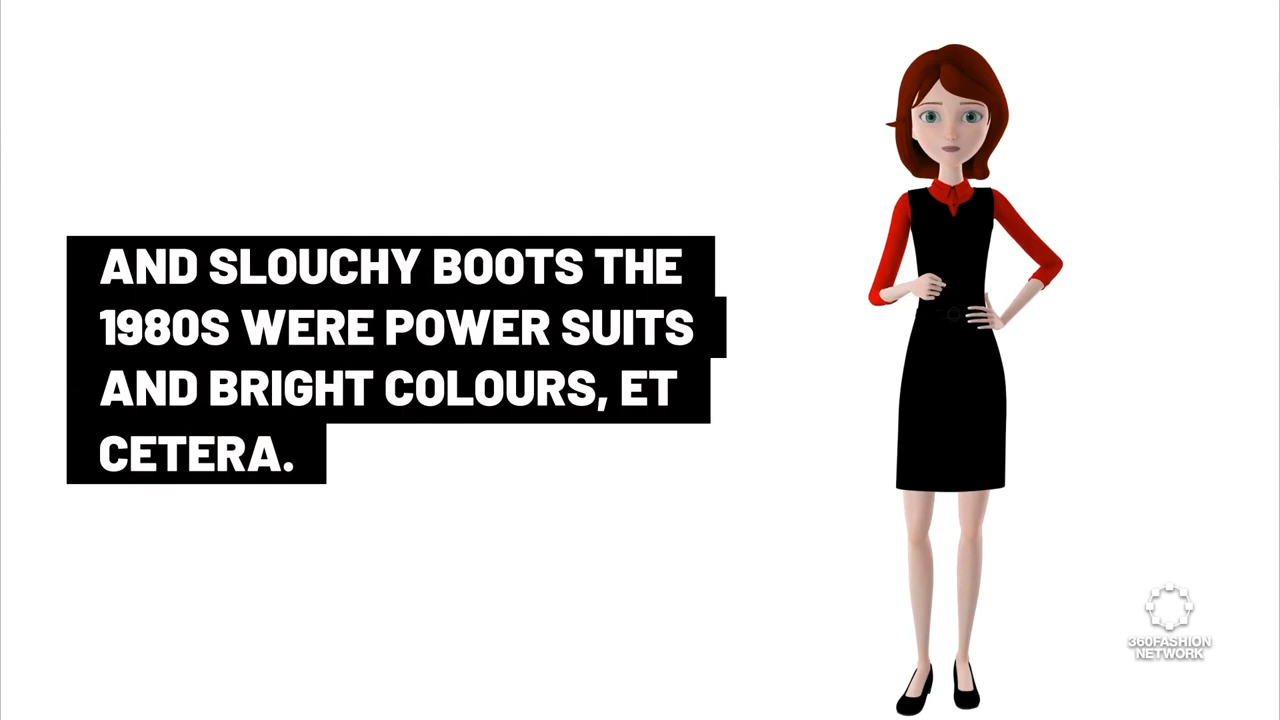 AND SLOUCHY BOOTS THE
1980S WERE POWER SUITS
AND BRIGHT COLOURS, ET
CETERA.
360FASHION
NETWORK